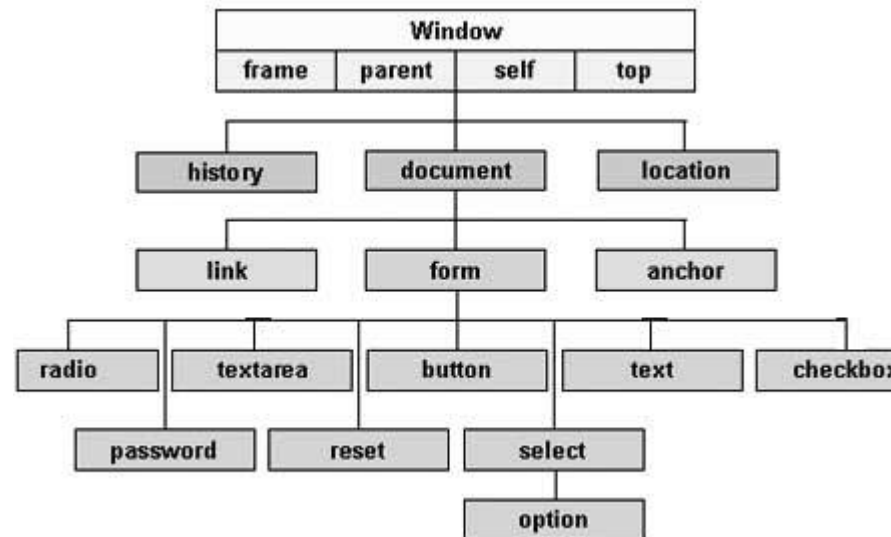 Window
frame parent self top
history document location
link form anchor
radio textarea button text checkbox
password reset select
option